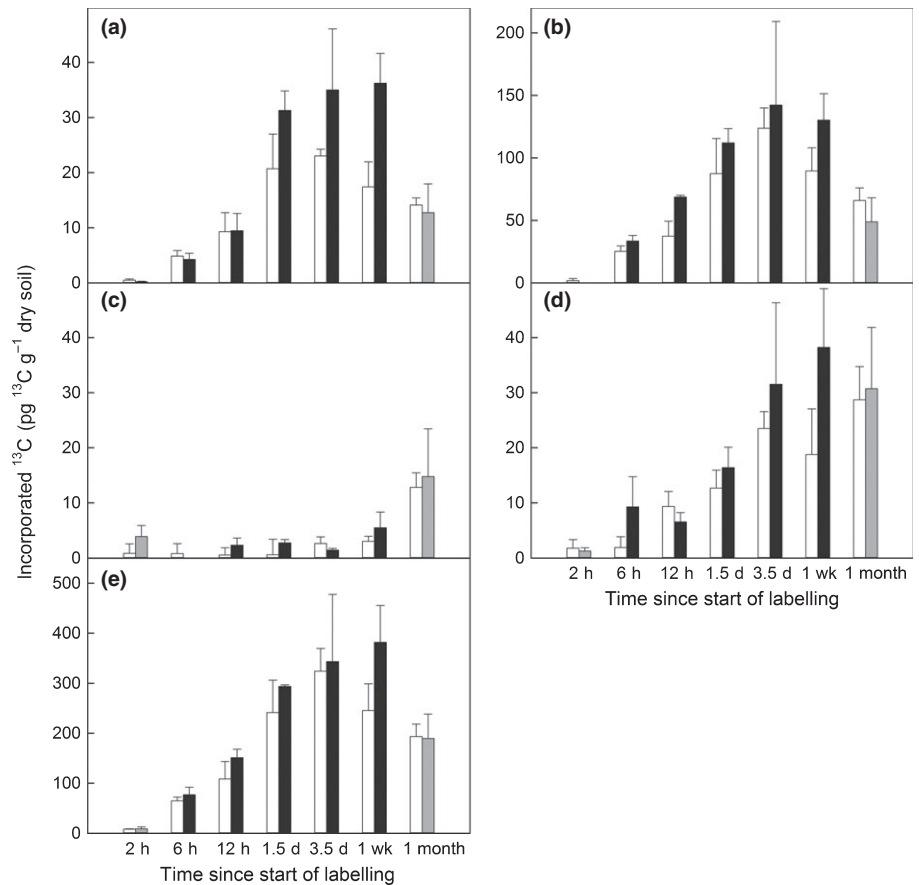 (a)
40
30
20
10
0
(b)
200
150
100
50
0
(c)
40
30
20
10
0
(d)
40
30
20
10
0
2 h 6 h 12 h 1.5 d 3.5 d 1 wk 1 month
Time since start of labelling
(e)
500
400
300
200
100
0
2 h 6 h 12 h 1.5 d 3.5 d 1 wk 1 month
Time since start of labelling
Incorporated ¹³C (pg ¹³C g⁻¹ dry soil)